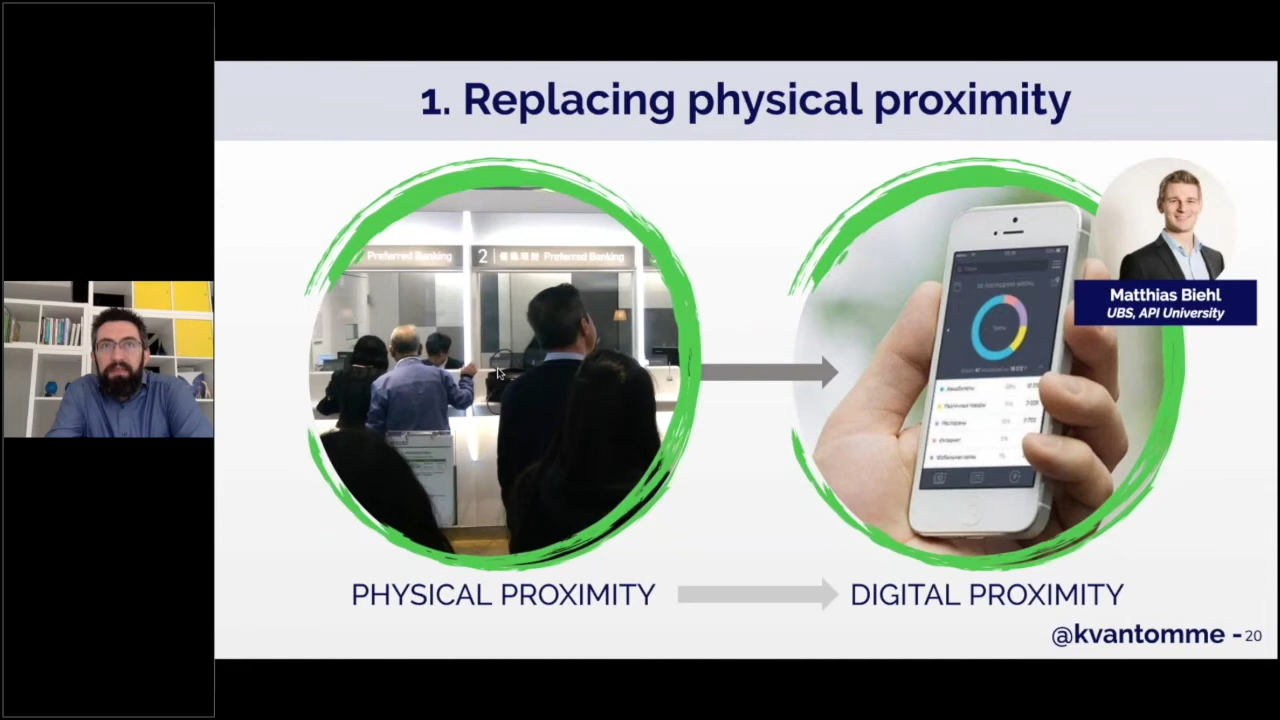 1. Replacing physical proximity
Preferred Banking
2
Preferred Banking
Matthias Biehl
UBS, API University
PHYSICAL PROXIMITY
DIGITAL PROXIMITY
@kvantomme - 20